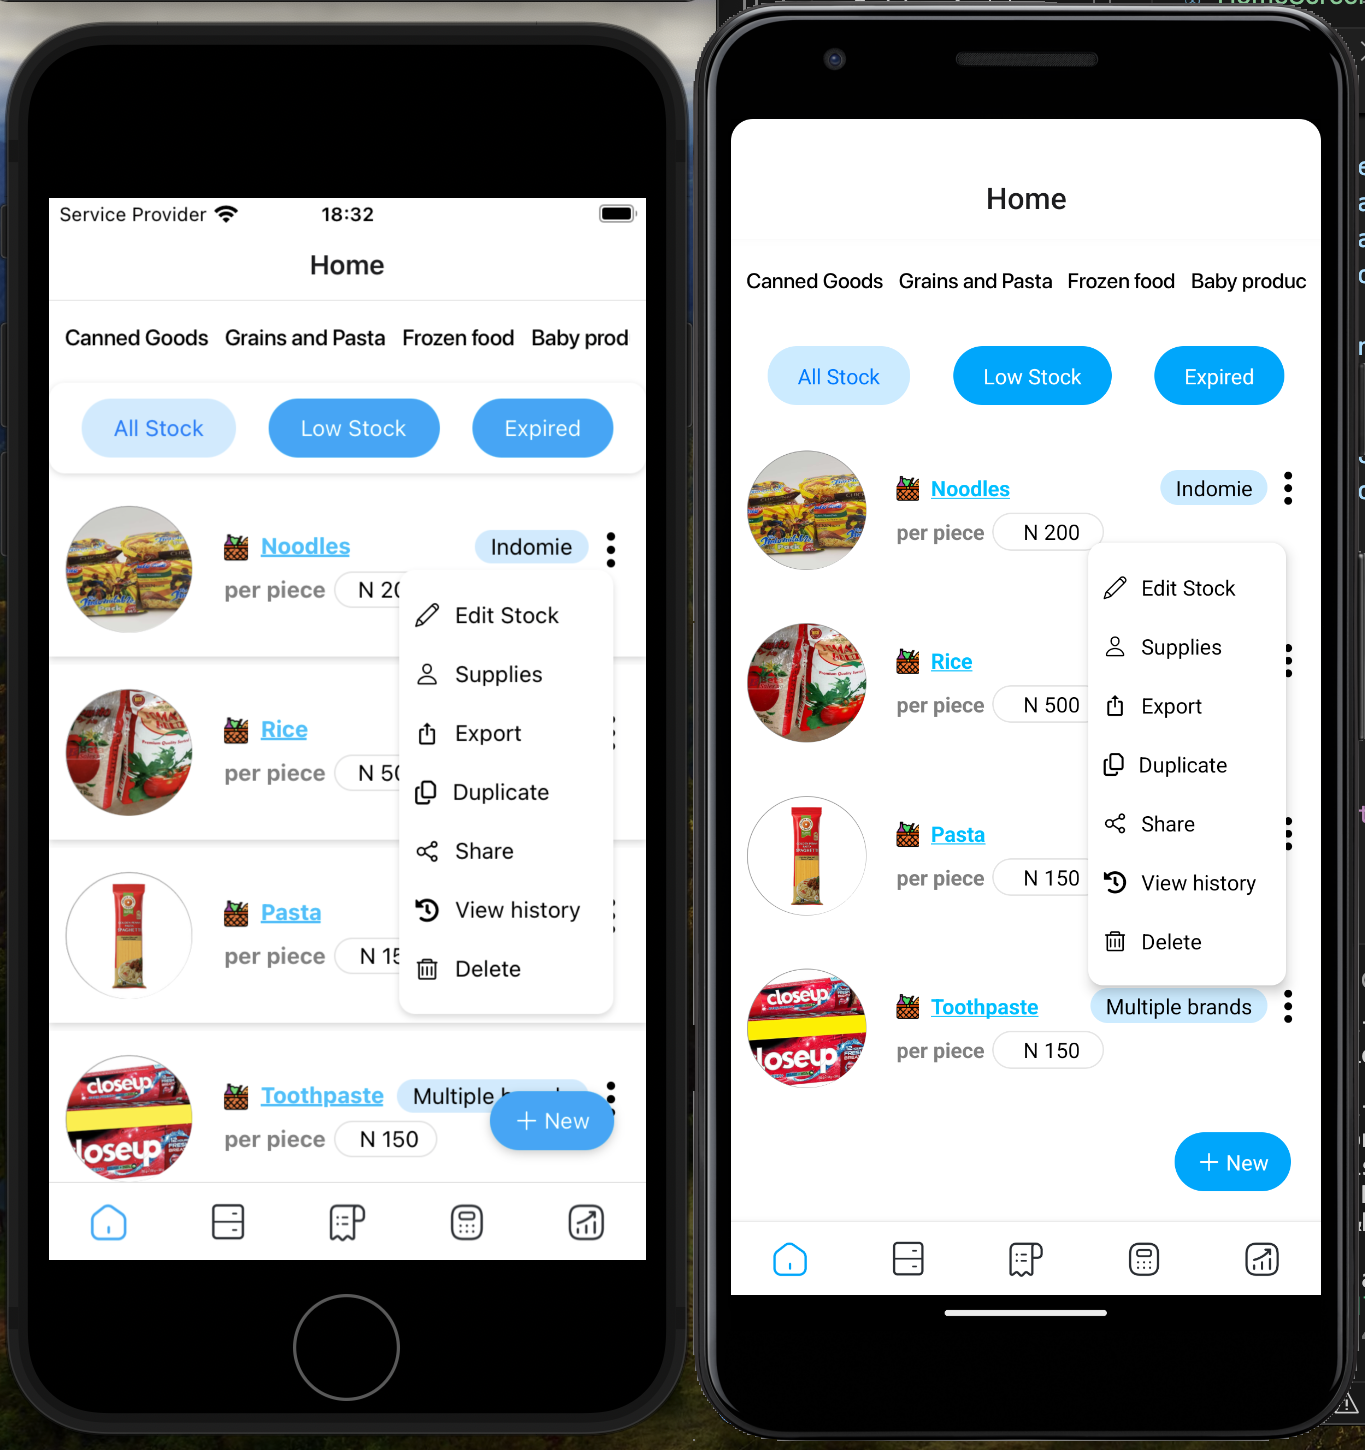 Service Provider 18:32
Home
Canned Goods Grains and Pasta Frozen food Baby prod
All Stock Low Stock Expired
Noodles Indomie
per piece N 20
Edit Stock
Supplies
Rice
Export
per piece N 50
Duplicate
Share
Pasta
View history
per piece N 15
Delete
closeup
loseup
Toothpaste Multiple
per piece N 150
+ New
Home
Canned Goods Grains and Pasta Frozen food Baby produc
All Stock Low Stock Expired
Noodles Indomie
per piece N 200
Edit Stock
Supplies
Rice
per piece N 500
Export
Duplicate
Share
Pasta
per piece N 150
View history
Delete
closeup
loseup
Toothpaste Multiple brands
per piece N 150
+ New